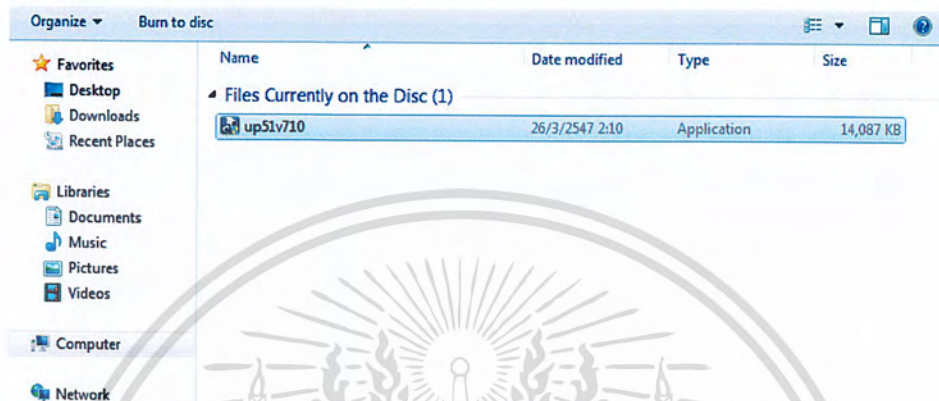 Organize Burn to disc
Favorites
Desktop
Downloads
Recent Places
Libraries
Documents
Music
Pictures
Videos
Computer
Network
Name Date modified Type Size
Files Currently on the Disc (1)
up51v710 26/3/2547 2:10 Application 14,087 KB